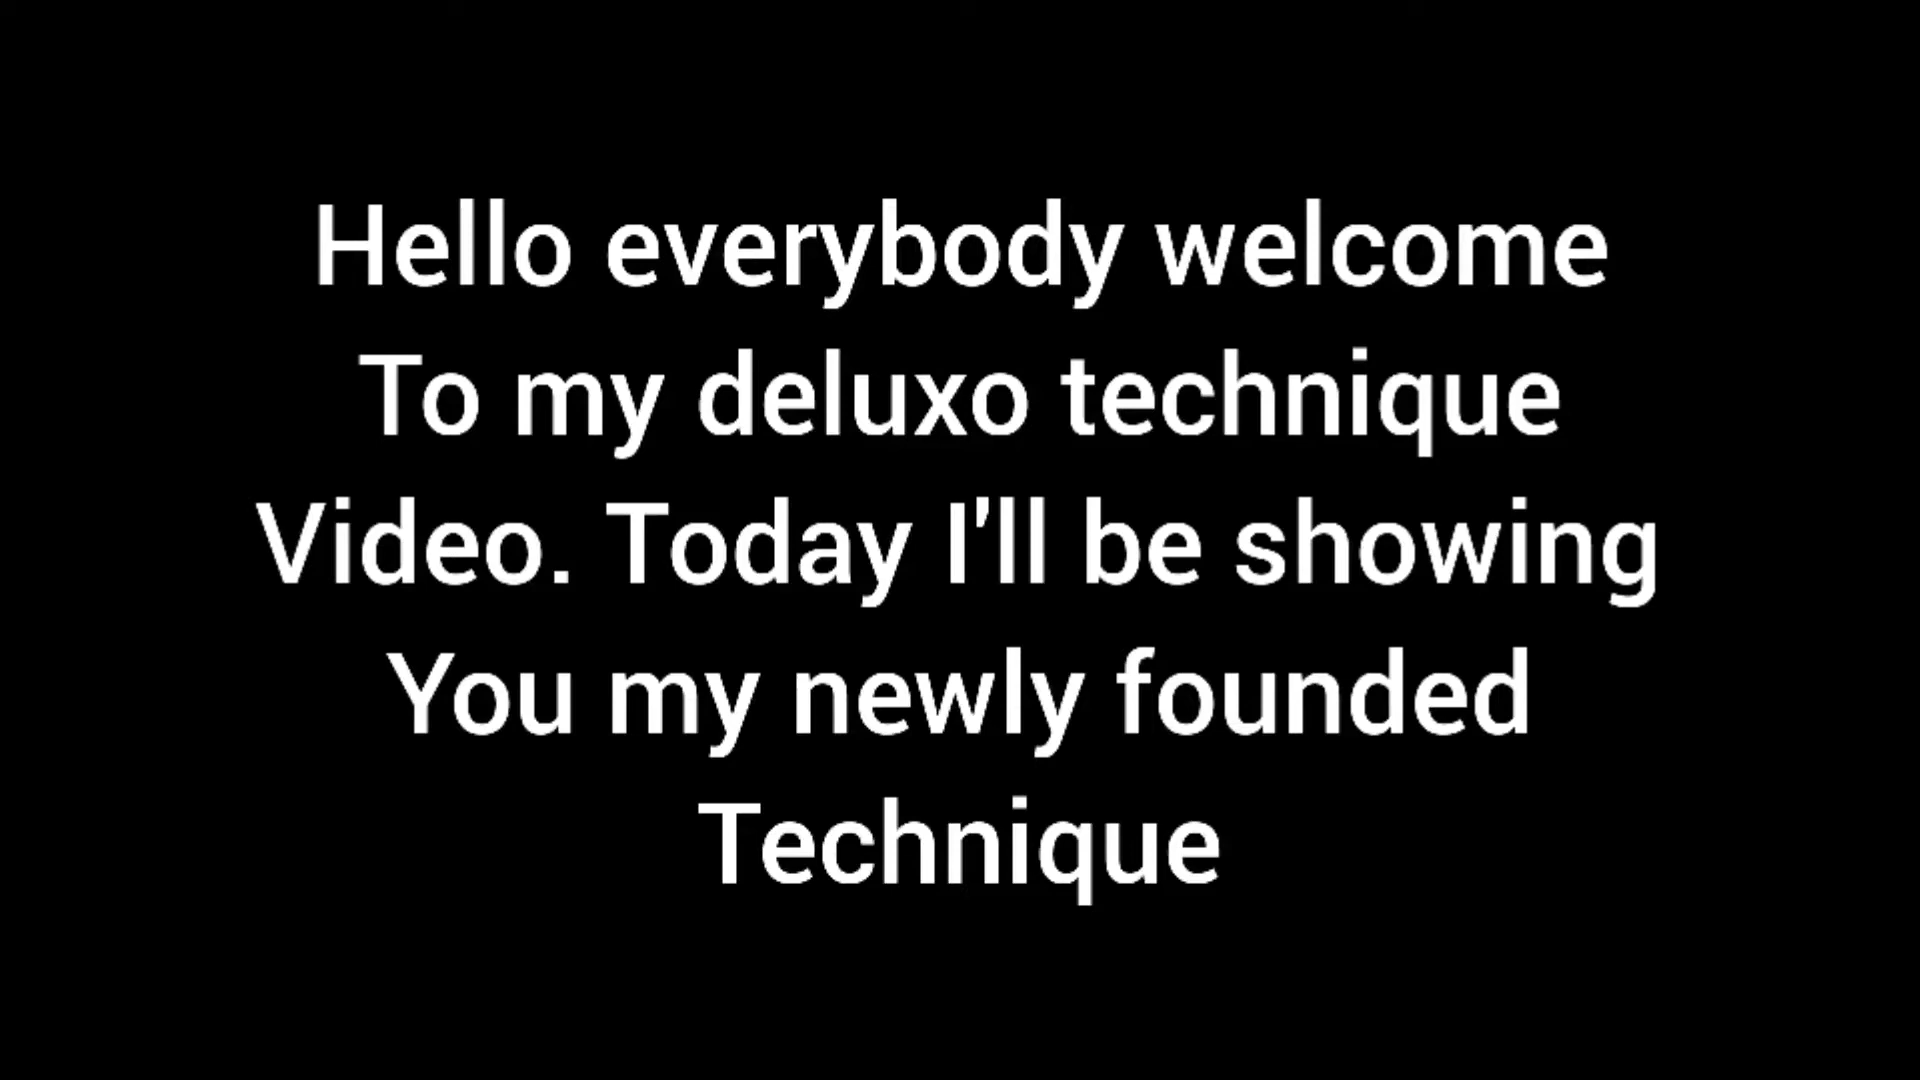 Hello everybody welcome
To my deluxo technique
Video. Today I'll be showing
You my newly founded
Technique